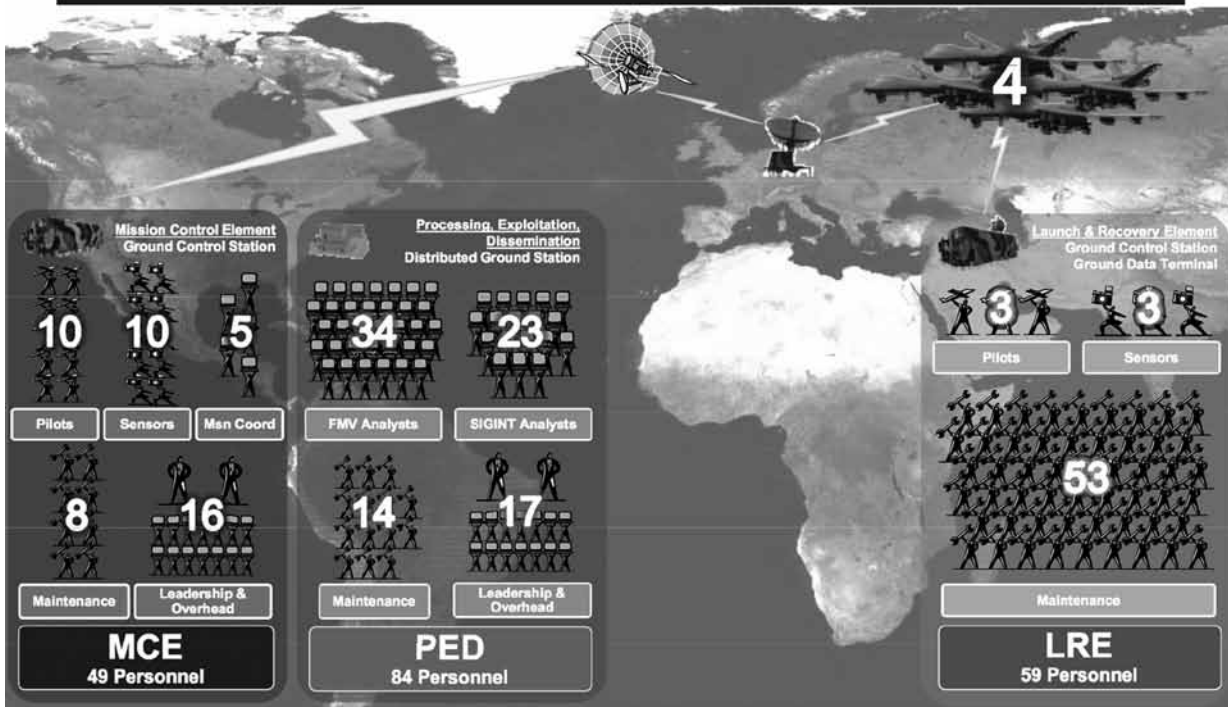 4
Mission Control Element
Ground Control Station
10
10
5
Pilots
Sensors
Msn Coord
8
16
Maintenance
Leadership &
Overhead
MCE
49 Personnel
Processing, Exploitation,
Dissemination
Distributed Ground Station
34
23
FMV Analysts
SIGINT Analysts
14
17
Maintenance
Leadership &
Overhead
PED
84 Personnel
Launch & Recovery Element
Ground Control Station
Ground Data Terminal
3
3
Pilots
Sensors
53
Maintenance
LRE
59 Personnel